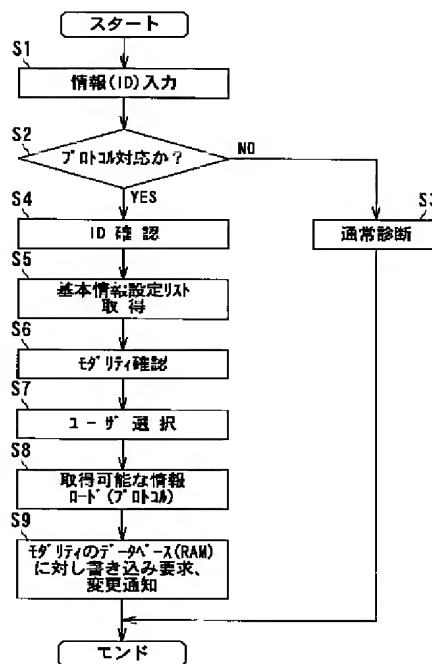 スタート
S1
情報(ID)入力
S2
プロトコル対応か?
NO
YES
S3
通常診断
S4
ID 確認
S5
基本情報設定リスト
取得
S6
モダリティ確認
S7
ユーザ 選択
S8
取得可能な情報
ロード(プロトコル)
S9
モダリティのデータベース(RAM)
に対し書き込み要求、
変更通知
モンド